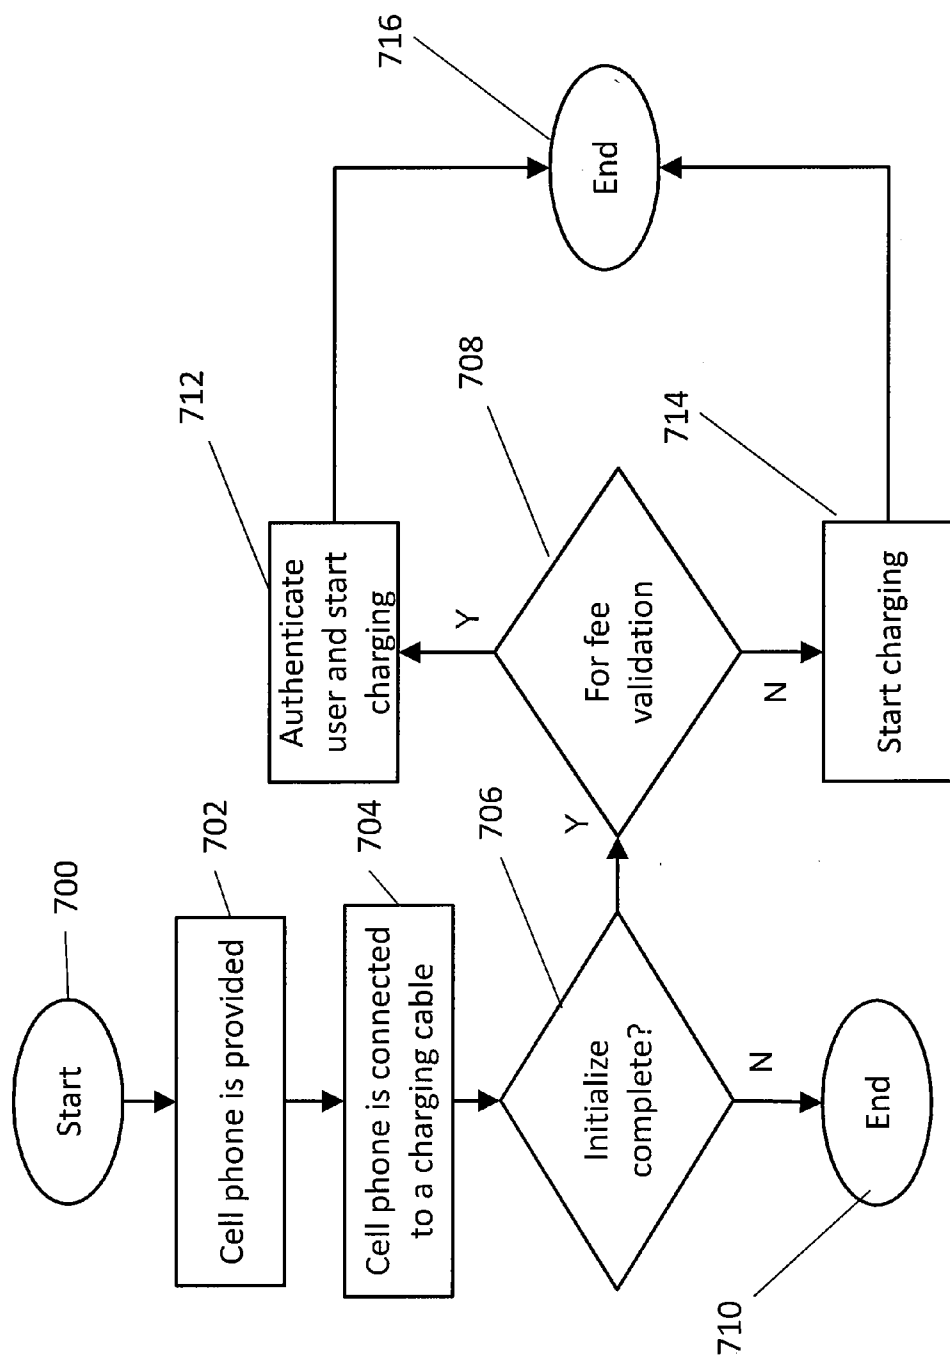 700
Start
702
Cell phone is provided
704
Cell phone is connected
to a charging cable
706
Initialize
complete?
Y
N
End
710
712
Authenticate
user and start
charging
Y
708
For fee
validation
N
714
Start charging
716
End